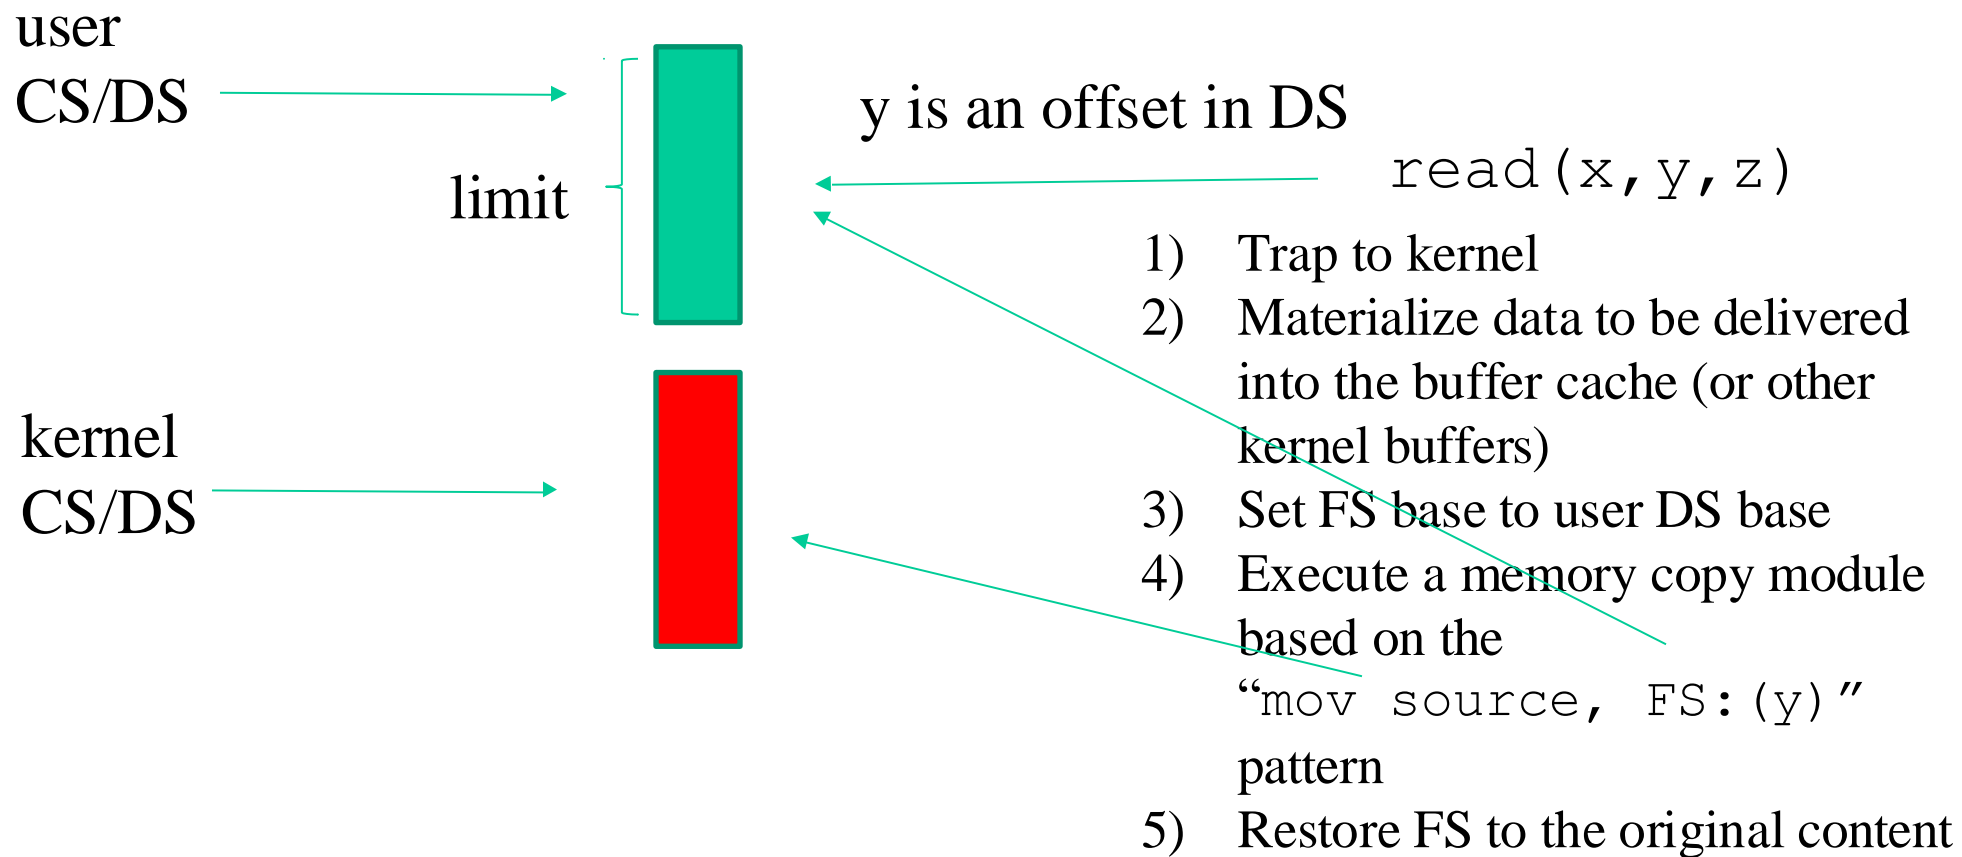 user
CS/DS
limit
kernel
CS/DS
y is an offset in DS
read(x,y,z)
1) Trap to kernel
2) Materialize data to be delivered
into the buffer cache (or other
kernel buffers)
3) Set FS base to user DS base
4) Execute a memory copy module
based on the
“mov source, FS:(y)”
pattern
5) Restore FS to the original content